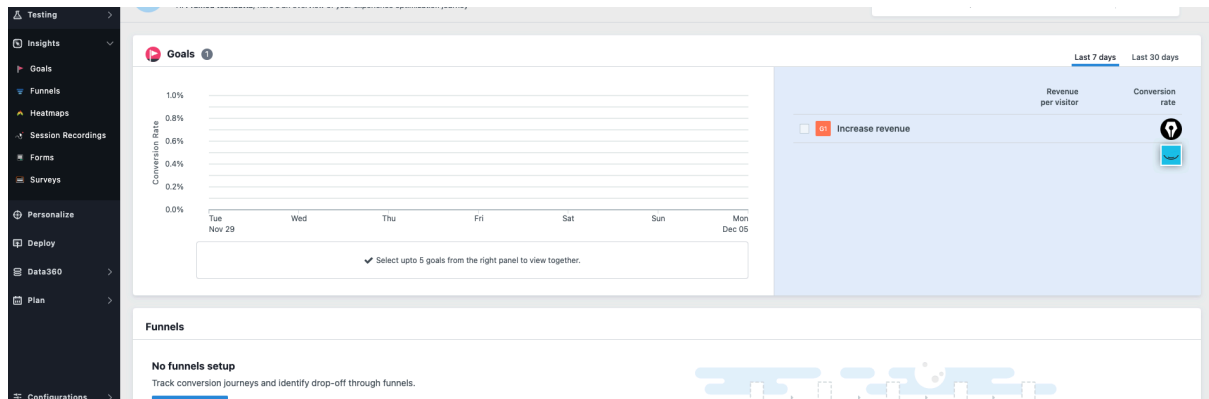 Testing
Insights
Goals
Funnels
Heatmaps
Session Recordings
Forms
Surveys
Personalize
Deploy
Data360
Plan
Configurations
Goals 1
Last 7 days Last 30 days
Conversion Rate
1.0%
0.8%
0.6%
0.4%
0.2%
0.0%
Tue Wed Thu Fri Sat Sun Mon
Nov 29 Dec 05
Select upto 5 goals from the right panel to view together.
Revenue Conversion
per visitor rate
G1 Increase revenue
Funnels
No funnels setup
Track conversion journeys and identify drop-off through funnels.